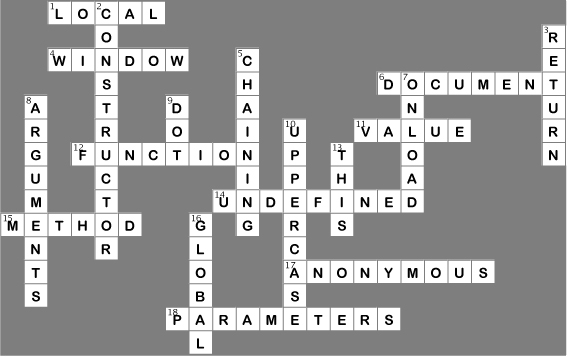 1 LOCAL
2 CONSTRUCTOR
3 RETURN
4 WINDOW
5 CHAINING
6 DOCUMENT
7 ONLOAD
8 ARGUMENTS
9 DOT
10 UPPERCASE
11 VALUE
12 FUNCTION
13 THIS
14 UNDEFINED
15 METHOD
16 GLOBAL
17 ANONYMOUS
18 PARAMETERS